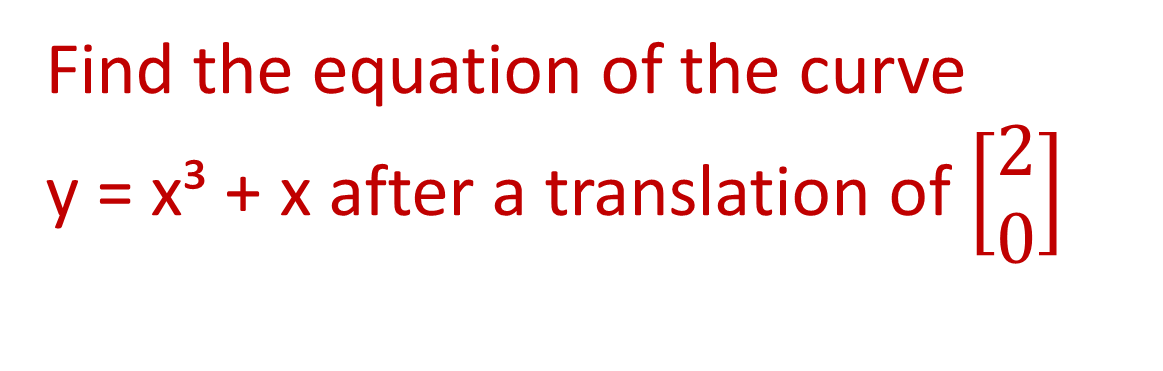 Find the equation of the curve
y = x³ + x after a translation of [2
0]